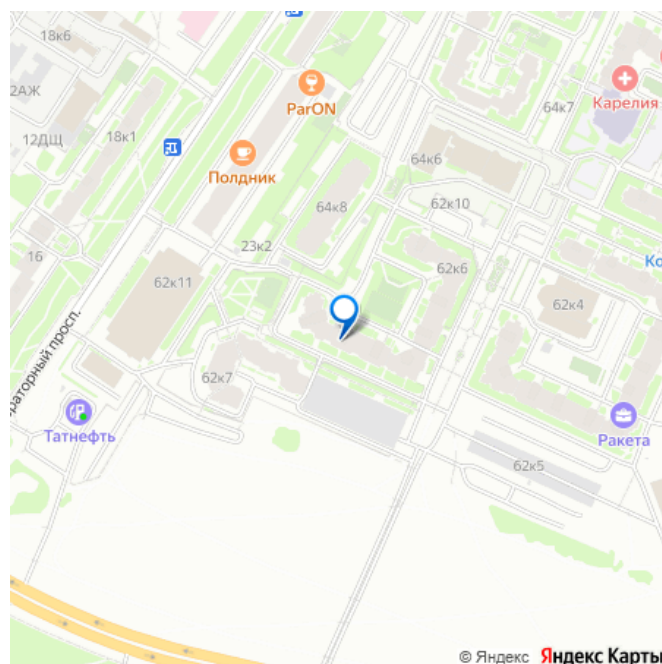 18к6
2АЖ
ParON
Карелия
64к7
12ДЩ
18к1
Полдник
64к6
64к8
62к10
16
23к2
62к6
Ко
62к11
62к4
раторный просп.
62к7
Татнефть
Ракета
62к5
© Яндекс Яндекс Карты